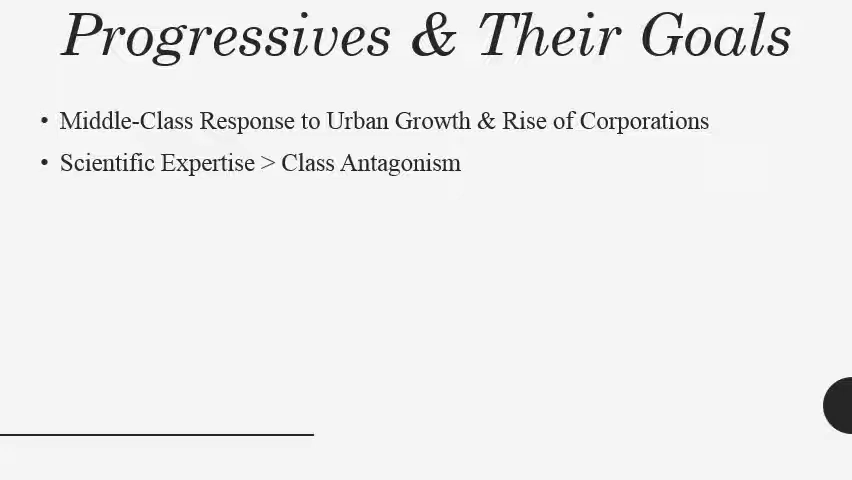 Progressives & Their Goals
• Middle-Class Response to Urban Growth & Rise of Corporations
• Scientific Expertise > Class Antagonism